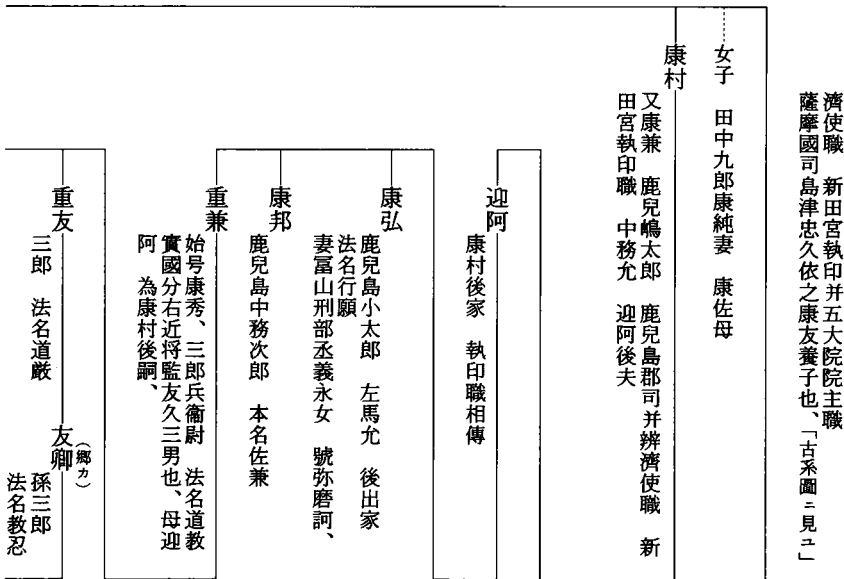 濟使職　新田宮執印并五大院院主職
薩摩國司島津忠久依之康友養子也、「古系圖ニ見ユ」
女子　田中九郎康純妻　康佐母
康村
又康兼　鹿兒嶋太郎　鹿兒島郡司并辨濟使職　新
田宮執印職　中務允　迎阿後夫
迎阿
康村後家　執印職相傳
康弘
鹿兒島小太郎　左馬允　後出家
法名行願
妻冨山刑部丞義永女　號弥磨訶、
康邦
鹿兒島中務次郎　本名佐兼
重兼
始号康秀、三郎兵衞尉　法名道教
實國分右近将監友久三男也、母迎
阿　為康村後嗣、
重友
三郎　法名道厳
友卿
（郷カ）
孫三郎
法名教忍